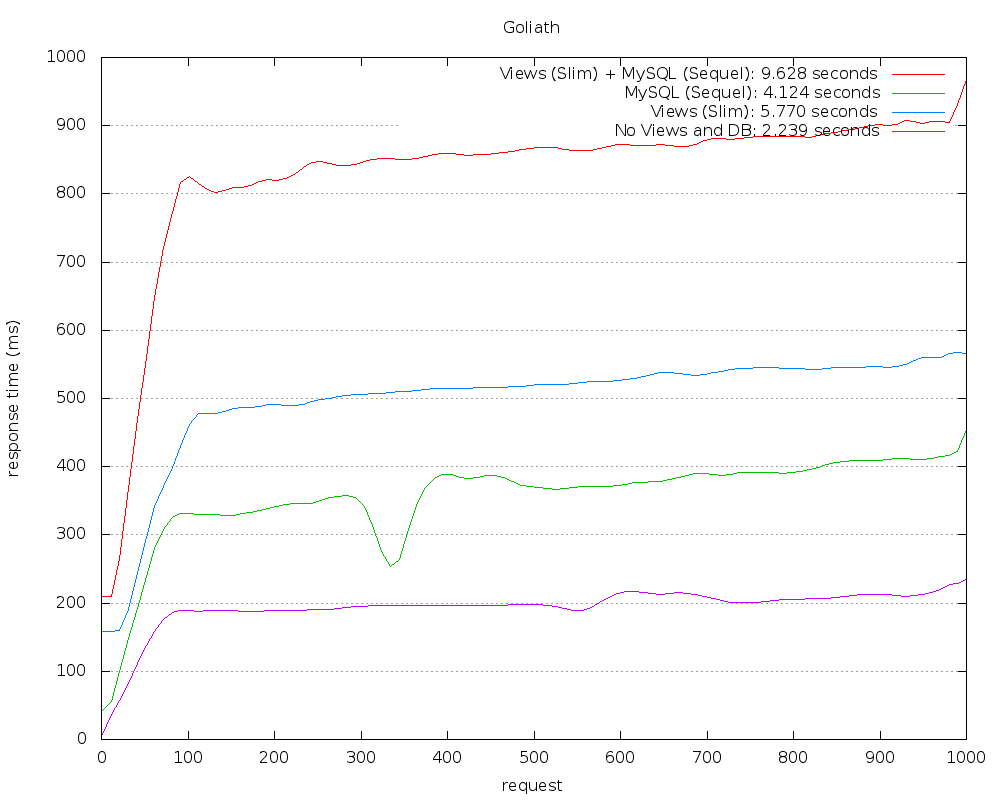 Goliath
Views (Slim) + MySQL (Sequel): 9.628 seconds
MySQL (Sequel): 4.124 seconds
Views (Slim): 5.770 seconds
No Views and DB: 2.239 seconds
1000
900
800
700
600
500
400
300
200
100
0
response time (ms)
0 100 200 300 400 500 600 700 800 900 1000
request